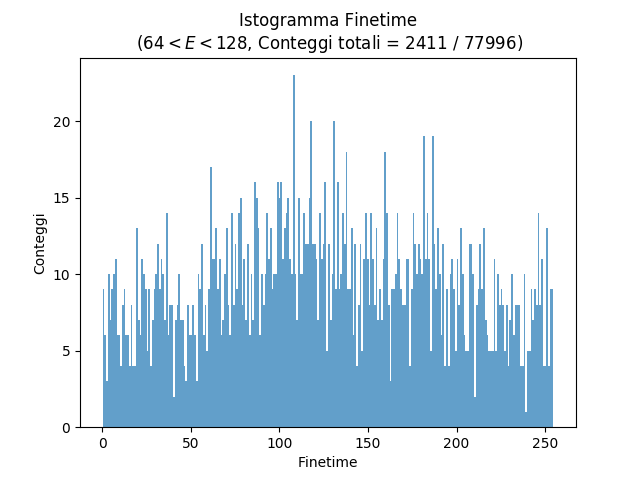 Istogramma Finetime
(64 < E < 128, Conteggi totali = 2411 / 77996)
Conteggi
20
15
10
5
0
0 50 100 150 200 250
Finetime